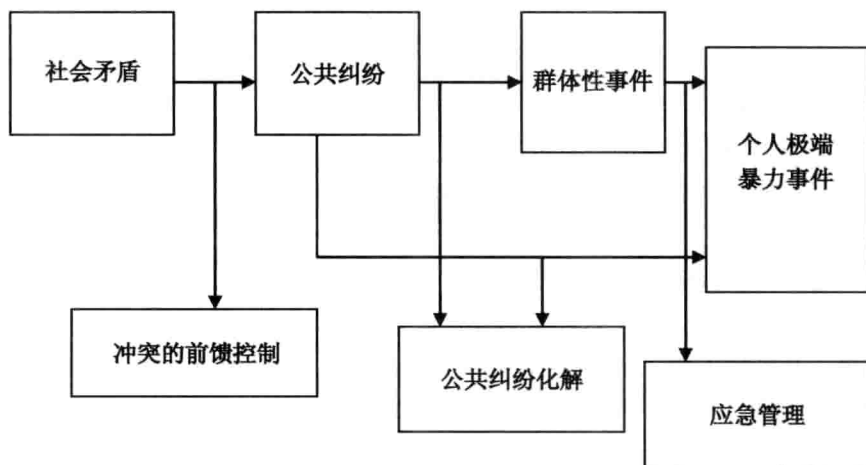 社会矛盾
公共纠纷
群体性事件
个人极端
暴力事件
冲突的前馈控制
公共纠纷化解
应急管理